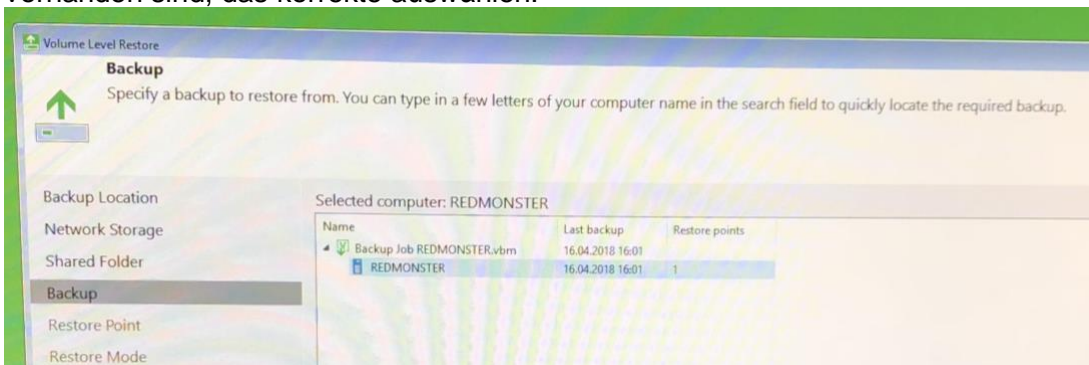 vorhanden sind, das korrekte auswählen.
Volume Level Restore
Backup
Specify a backup to restore from. You can type in a few letters of your computer name in the search field to quickly locate the required backup.
Backup Location
Network Storage
Shared Folder
Backup
Restore Point
Restore Mode
Selected computer: REDMONSTER
Name Last backup Restore points
Backup Job REDMONSTER.vbm 16.04.2018 16:01
REDMONSTER 16.04.2018 16:01 1